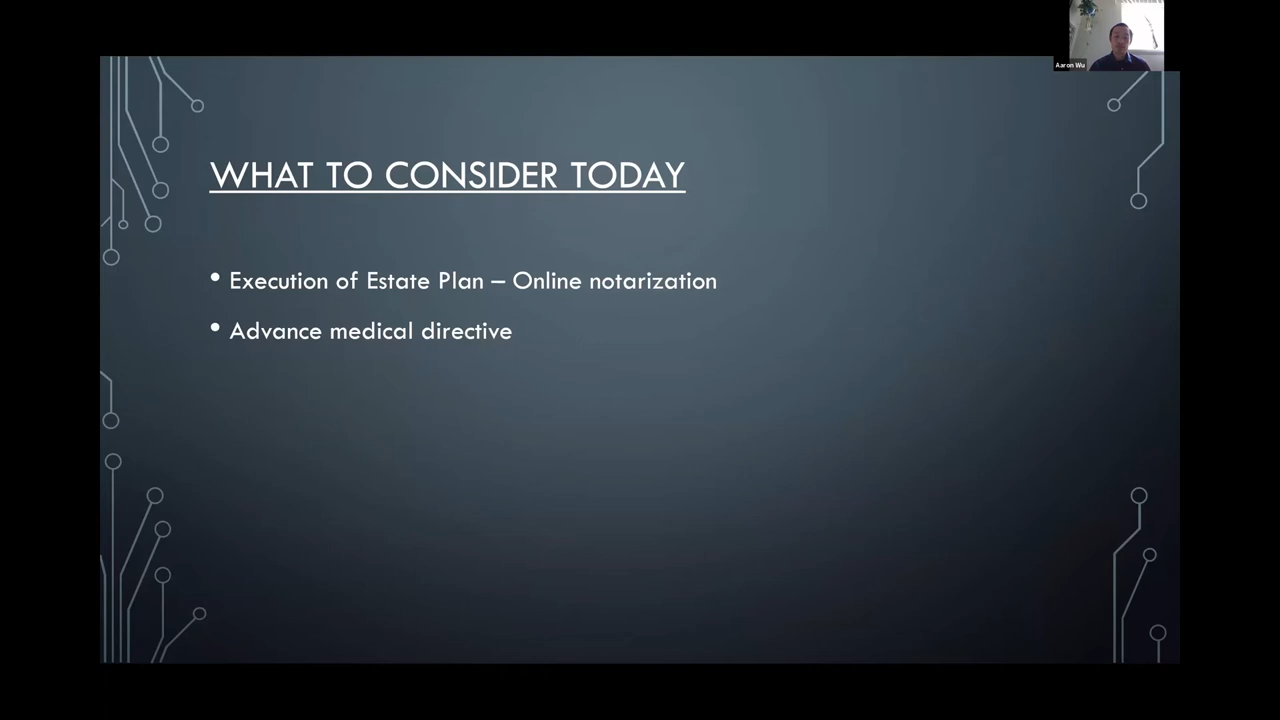 Aaron Wu
WHAT TO CONSIDER TODAY
• Execution of Estate Plan – Online notarization
• Advance medical directive